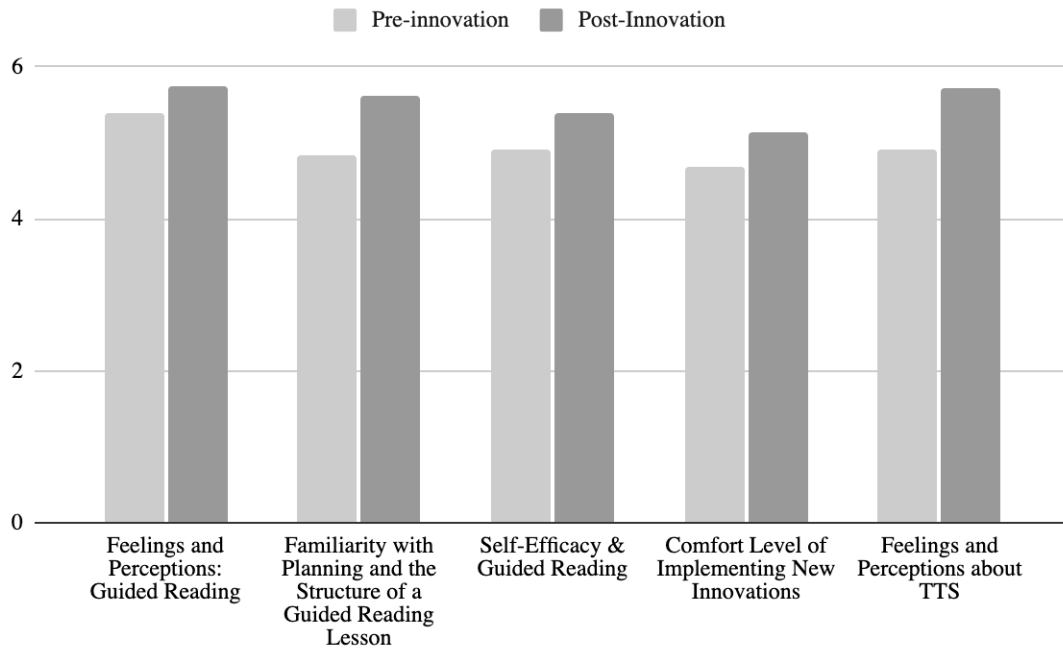 Pre-innovation
Post-Innovation
6
4
2
0
Feelings and
Perceptions:
Guided Reading
Familiarity with
Planning and the
Structure of a
Guided Reading
Lesson
Self-Efficacy &
Guided Reading
Comfort Level of
Implementing New
Innovations
Feelings and
Perceptions about
TTS